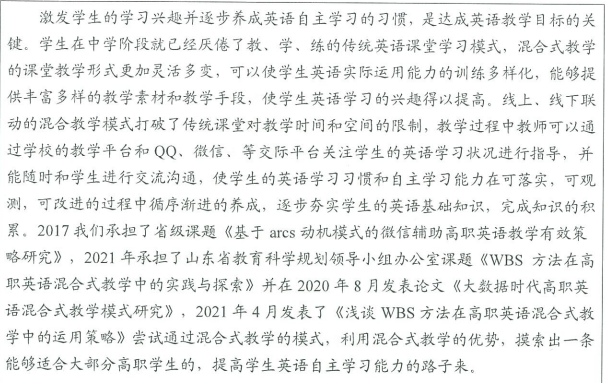 激发学生的学习兴趣并逐步养成英语自主学习的习惯，是达成英语教学目标的关
键。学生在中学阶段就已经厌倦了教、学、练的传统英语课堂学习模式，混合式教学
的课堂教学形式更加灵活多变，可以使学生英语实际运用能力的训练多样化，能够提
供丰富多样的教学素材和教学手段，使学生英语学习的兴趣得以提高。线上、线下联
动的混合教学模式打破了传统课堂对教学时间和空间的限制，教学过程中教师可以通
过学校的教学平台和 QQ、微信、等交际平台关注学生的英语学习状况进行指导，并
能随时和学生进行交流沟通，使学生的英语学习习惯和自主学习能力在可落实，可观
测，可改进的过程中循序渐进的养成，逐步夯实学生的英语基础知识，完成知识的积
累。2017 我们承担了省级课题《基于 arcs 动机模式的微信辅助高职英语教学有效策
略研究》，2021 年承担了山东省教育科学规划领导小组办公室课题《WBS 方法在高
职英语混合式教学中的实践与探索》并在 2020 年 8 月发表论文《大数据时代高职英
语混合式教学模式研究》，2021 年 4 月发表了《浅谈 WBS 方法在高职英语混合式教
学中的运用策略》尝试通过混合式教学的模式，利用混合式教学的优势，摸索出一条
能够适合大部分高职学生的，提高学生英语自主学习能力的路子来。